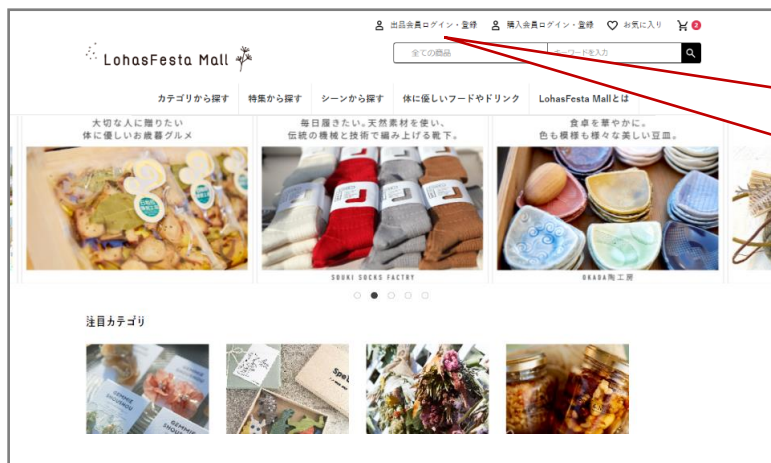 出品会員ログイン・登録 購入会員ログイン・登録 お気に入り 2
LohasFesta Mall
全ての商品 キーワードを入力
カテゴリから探す 特集から探す シーンから探す 体に優しいフードやドリンク LohasFesta Mallとは
大切な人に贈りたい
体に優しいお歳暮グルメ
毎日履きたい。天然素材を使い、
伝統の機械と技術で編み上げる靴下。
食卓を華やかに。
色も模様も様々な美しい豆皿。
SOUKI SOCKS FACTRY
OKADA陶工房
注目カテゴリ
GEMMIE
SHOUSHOU
GEMMIE
SHOUSHOU